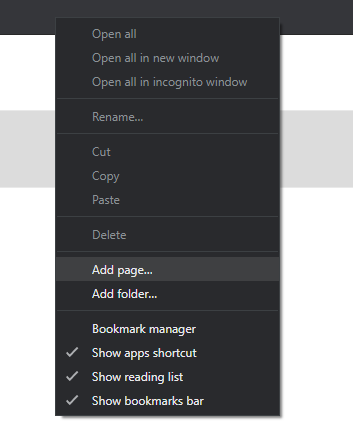 Open all
Open all in new window
Open all in incognito window
Rename...
Cut
Copy
Paste
Delete
Add page...
Add folder...
Bookmark manager
Show apps shortcut
Show reading list
Show bookmarks bar